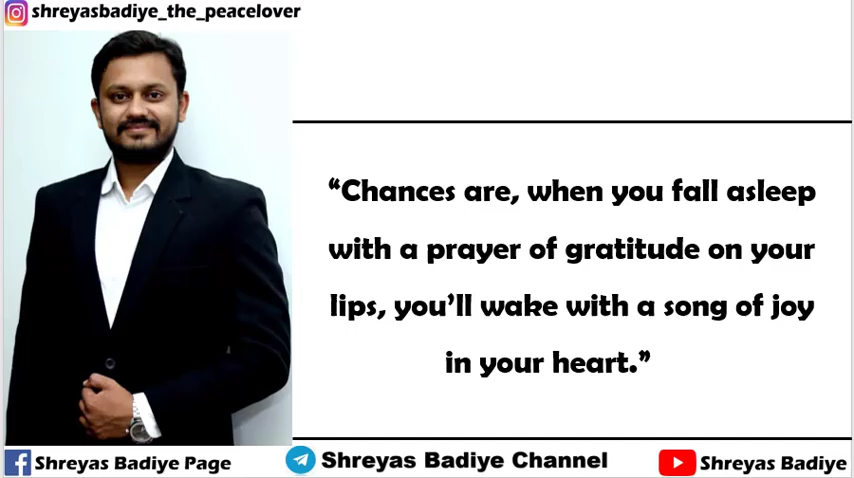 shreyasbadiye_the_peacelover
“Chances are, when you fall asleep
with a prayer of gratitude on your
lips, you’ll wake with a song of joy
in your heart.”
Shreyas Badiye Page
Shreyas Badiye Channel
Shreyas Badiye